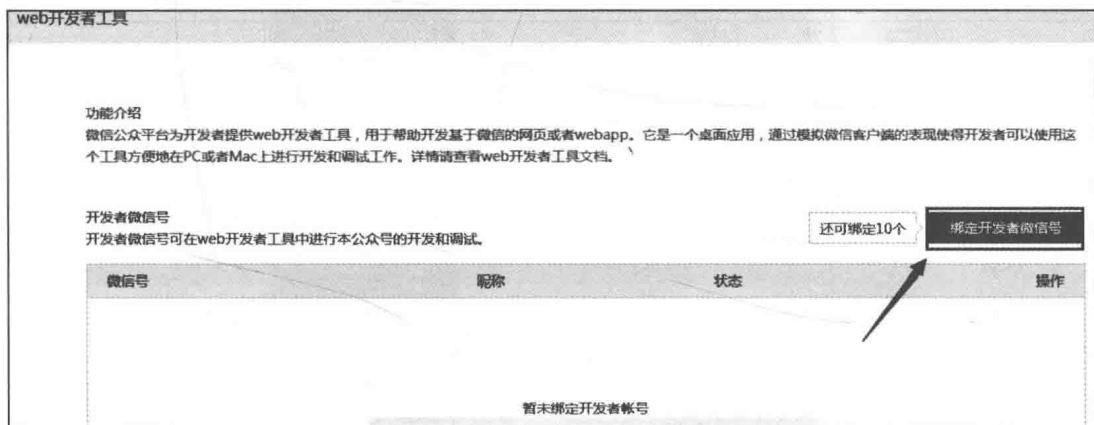 web开发者工具
功能介绍
微信公众平台为开发者提供web开发者工具，用于帮助开发基于微信的网页或者webapp。它是一个桌面应用，通过模拟微信客户端的表现使得开发者可以使用这
个工具方便地在PC或者Mac上进行开发和调试工作。详情请查看web开发者工具文档。
开发者微信号
开发者微信号可在web开发者工具中进行本公众号的开发和调试。
还可绑定10个 绑定开发者微信号
微信号 昵称 状态 操作
暂未绑定开发者帐号